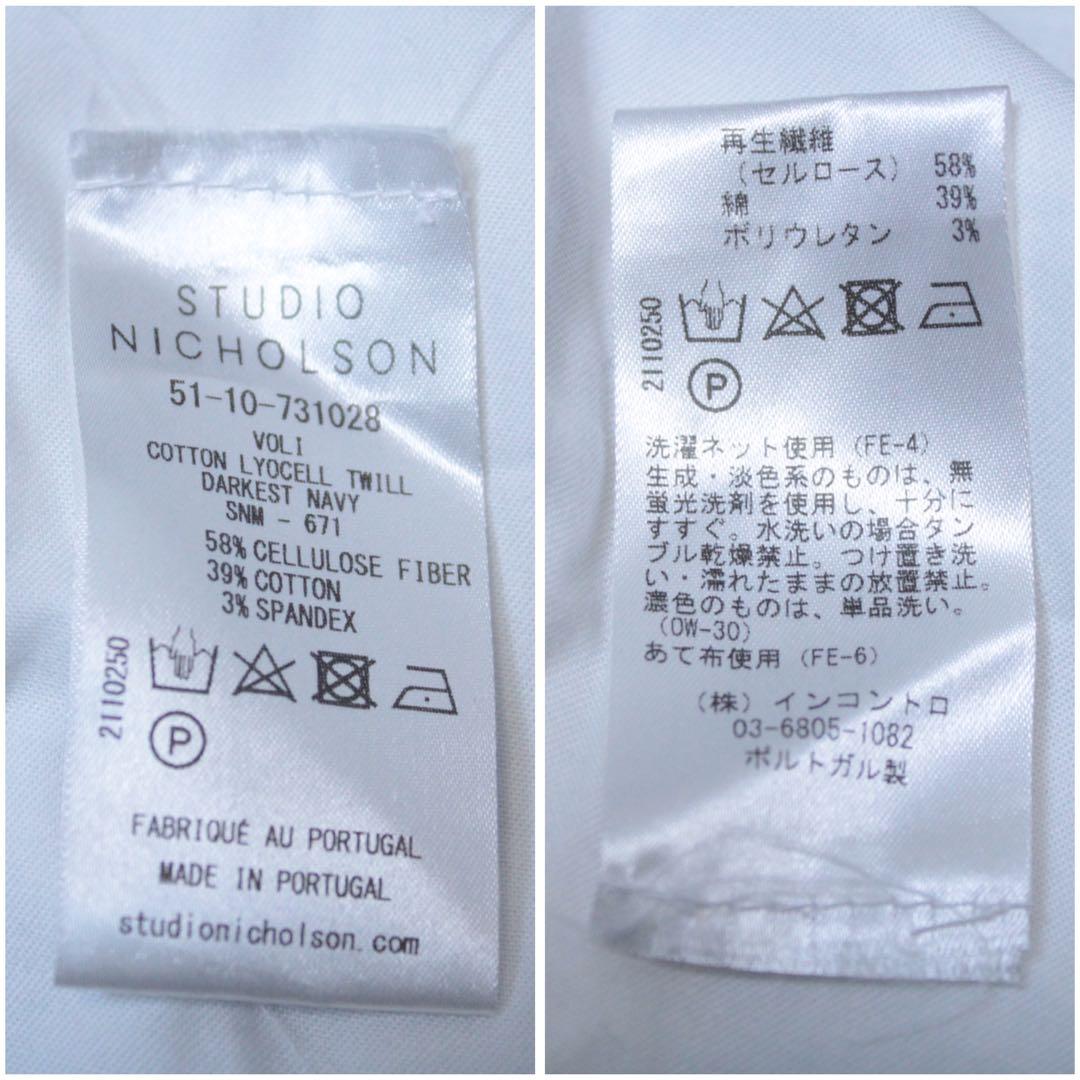 STUDIO
NICHOLSON
51-10-731028
VOLI
COTTON LYOCELL TWILL
DARKEST NAVY
SNM - 671
58% CELLULOSE FIBER
39% COTTON
3% SPANDEX
2110250
P
FABRIQUÉ AU PORTUGAL
MADE IN PORTUGAL
studionicholson.com
再生繊維
(セルロース) 58%
綿 39%
ポリウレタン 3%
2110250
P
洗濯ネット使用 (FE-4)
生成・淡色系のものは、無
蛍光洗剤を使用し、十分に
すすぐ。水洗いの場合タン
ブル乾燥禁止。つけ置き洗
い・濡れたままの放置禁止。
濃色のものは、単品洗い。
(OW-30)
あて布使用 (FE-6)
(株) インコントロ
03-6805-1082
ポルトガル製